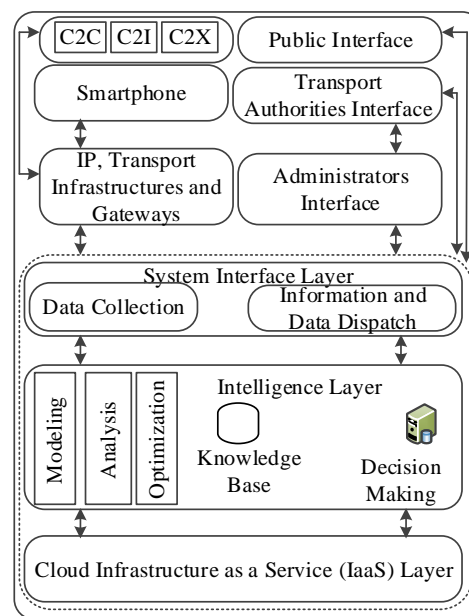 C2C C2I C2X
Public Interface
Smartphone
Transport
Authorities Interface
IP, Transport
Infrastructures and
Gateways
Administrators
Interface
System Interface Layer
Data Collection
Information and
Data Dispatch
Intelligence Layer
Modeling
Analysis
Optimization
Knowledge
Base
Decision
Making
Cloud Infrastructure as a Service (IaaS) Layer